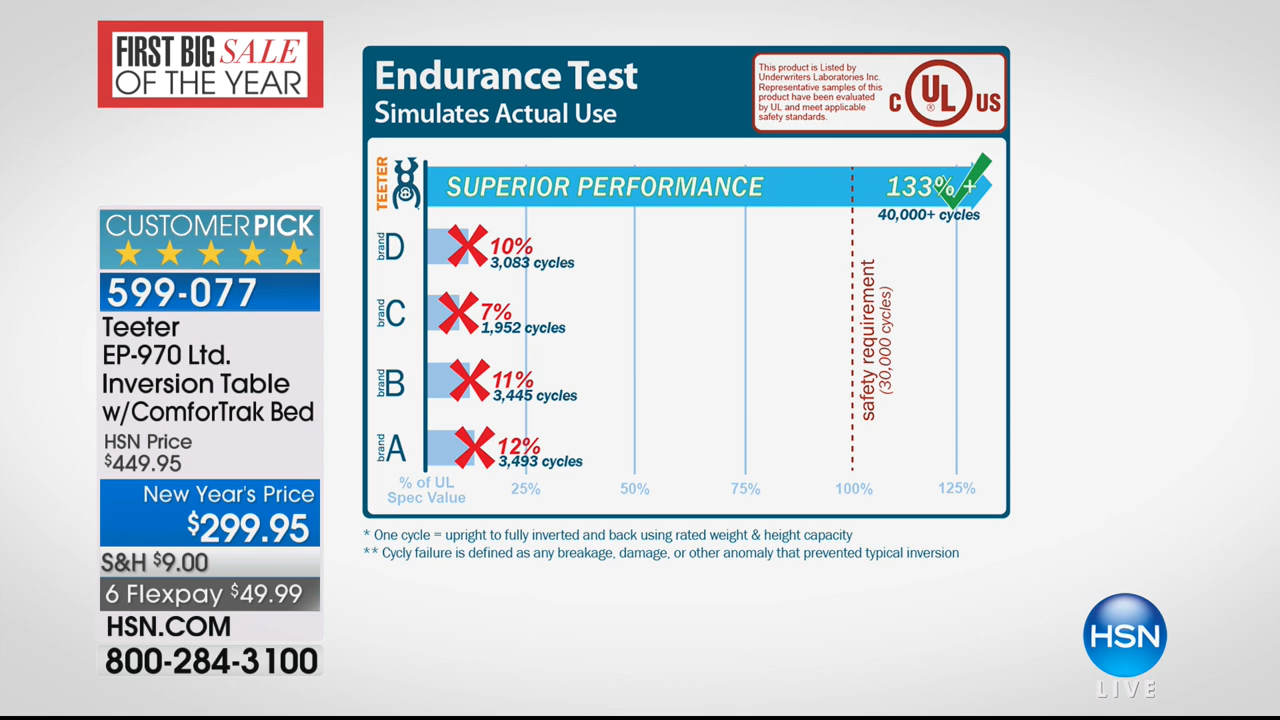 FIRST BIG SALE
OF THE YEAR
CUSTOMER PICK
599-077
Teeter
EP-970 Ltd.
Inversion Table
w/ComforTrak Bed
HSN Price
$449.95
New Year's Price
$299.95
S&H $9.00
6 Flexpay $49.99
HSN.COM
800-284-3100
Endurance Test
Simulates Actual Use
This product is Listed by
Underwriters Laboratories Inc.
Representative samples of this
product have been evaluated
by UL and meet applicable
safety standards.
C UL ® US
TEETER
SUPERIOR PERFORMANCE 133%+
40,000+ cycles
brand D
10%
3,083 cycles
brand C
7%
1,952 cycles
brand B
11%
3,445 cycles
brand A
12%
3,493 cycles
safety requirement
(30,000 cycles)
% of UL
Spec Value
25% 50% 75% 100% 125%
* One cycle = upright to fully inverted and back using rated weight & height capacity
** Cycly failure is defined as any breakage, damage, or other anomaly that prevented typical inversion
HSN
LIVE